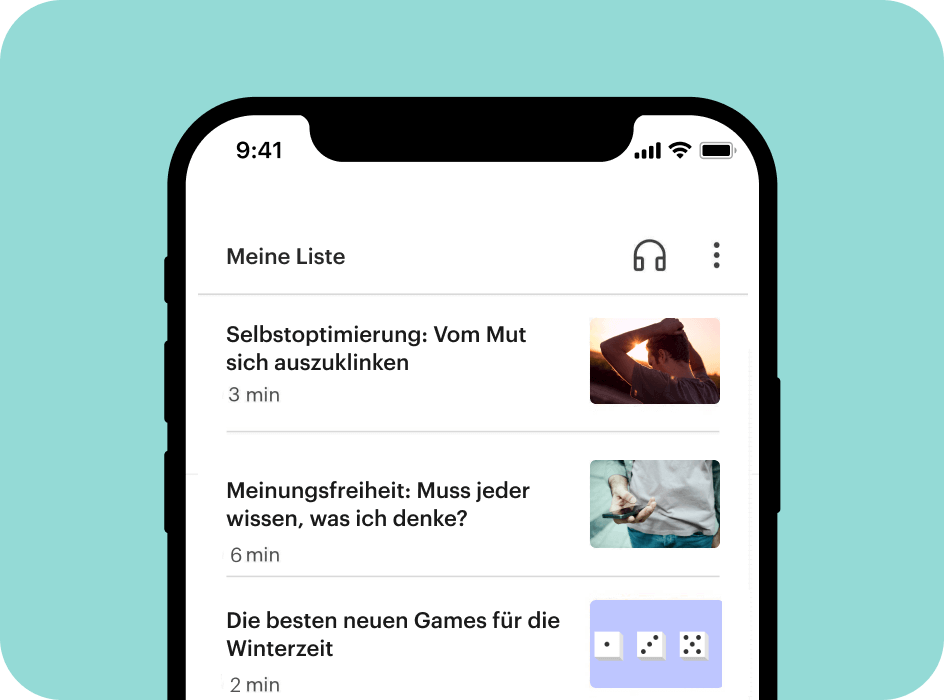 9:41
Meine Liste
Selbstoptimierung: Vom Mut
sich auszuklinken
3 min
Meinungsfreiheit: Muss jeder
wissen, was ich denke?
6 min
Die besten neuen Games für die
Winterzeit
2 min